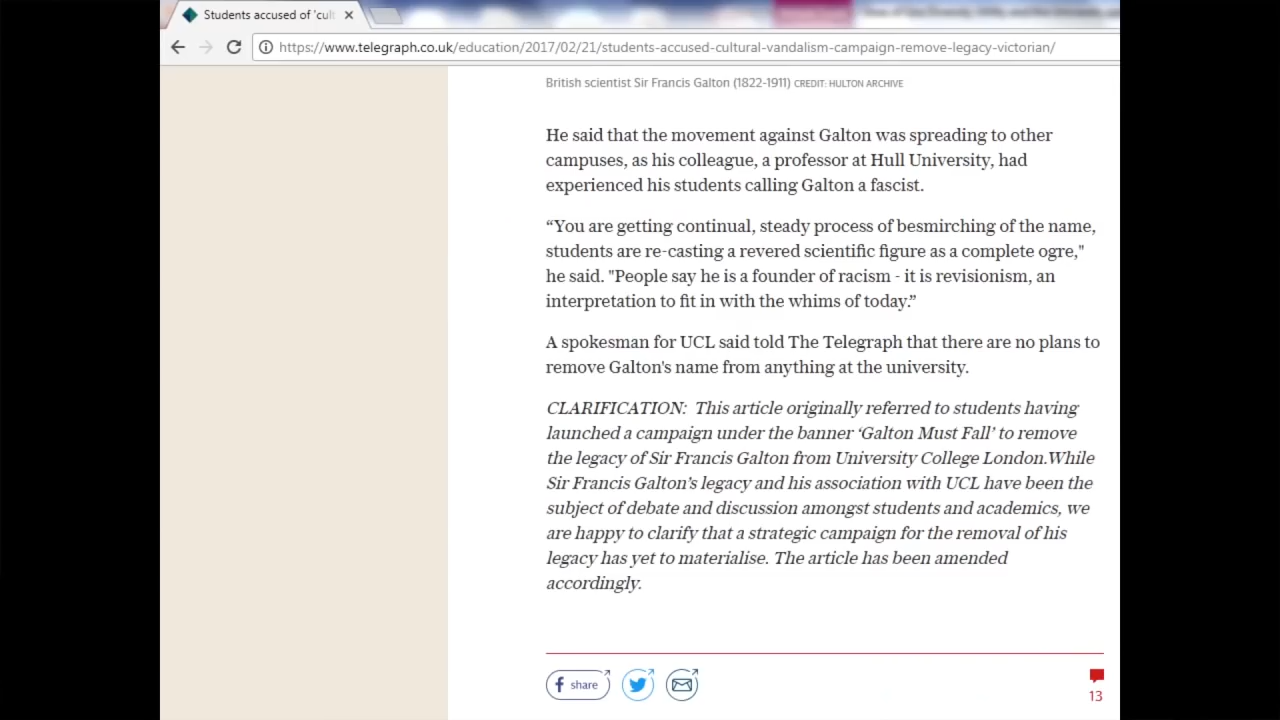 Students accused of 'cul
https://www.telegraph.co.uk/education/2017/02/21/students-accused-cultural-vandalism-campaign-remove-legacy-victorian/
British scientist Sir Francis Galton (1822-1911) CREDIT: HULTON ARCHIVE
He said that the movement against Galton was spreading to other
campuses, as his colleague, a professor at Hull University, had
experienced his students calling Galton a fascist.
“You are getting continual, steady process of besmirching of the name,
students are re-casting a revered scientific figure as a complete ogre,"
he said. "People say he is a founder of racism - it is revisionism, an
interpretation to fit in with the whims of today.”
A spokesman for UCL said told The Telegraph that there are no plans to
remove Galton's name from anything at the university.
CLARIFICATION:  This article originally referred to students having
launched a campaign under the banner ‘Galton Must Fall’ to remove
the legacy of Sir Francis Galton from University College London.While
Sir Francis Galton’s legacy and his association with UCL have been the
subject of debate and discussion amongst students and academics, we
are happy to clarify that a strategic campaign for the removal of his
legacy has yet to materialise. The article has been amended
accordingly.
share
13